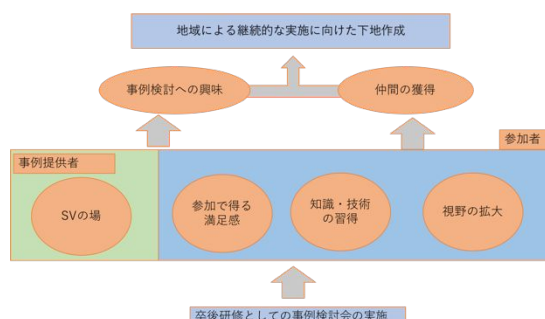 地域による継続的な実施に向けた下地作成
事例検討への興味
仲間の獲得
参加者
事例提供者
SVの場
参加で得る
満足感
知識・技術
の習得
視野の拡大
卒後研修としての事例検討会の実施